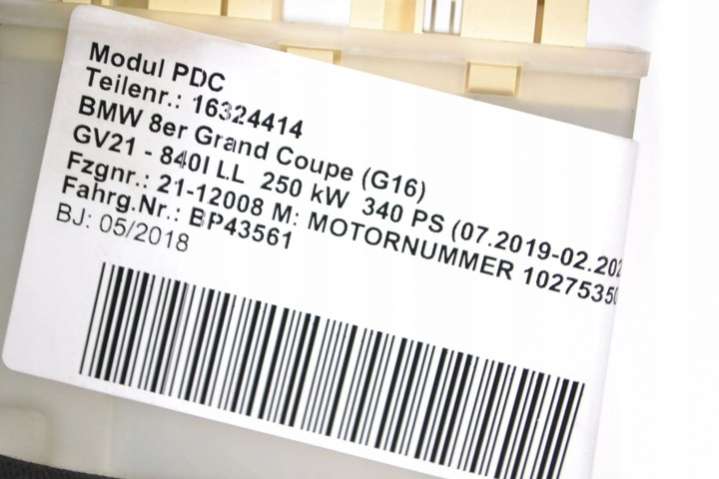 Modul PDC
Teilenr.: 16324414
BMW 8er Grand Coupe (G16)
GV21 - 840I LL 250 kW 340 PS (07.2019-02.202
Fzgnr.: 21-12008 M: MOTORNUMMER 10275350
Fahrg.Nr.: BP43561
BJ: 05/2018